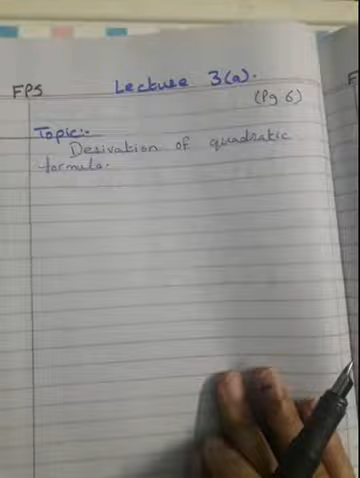 FPS
Lecture 3(a).
(Pg 6)
Topic:-
Derivation of quadratic
formula.
F